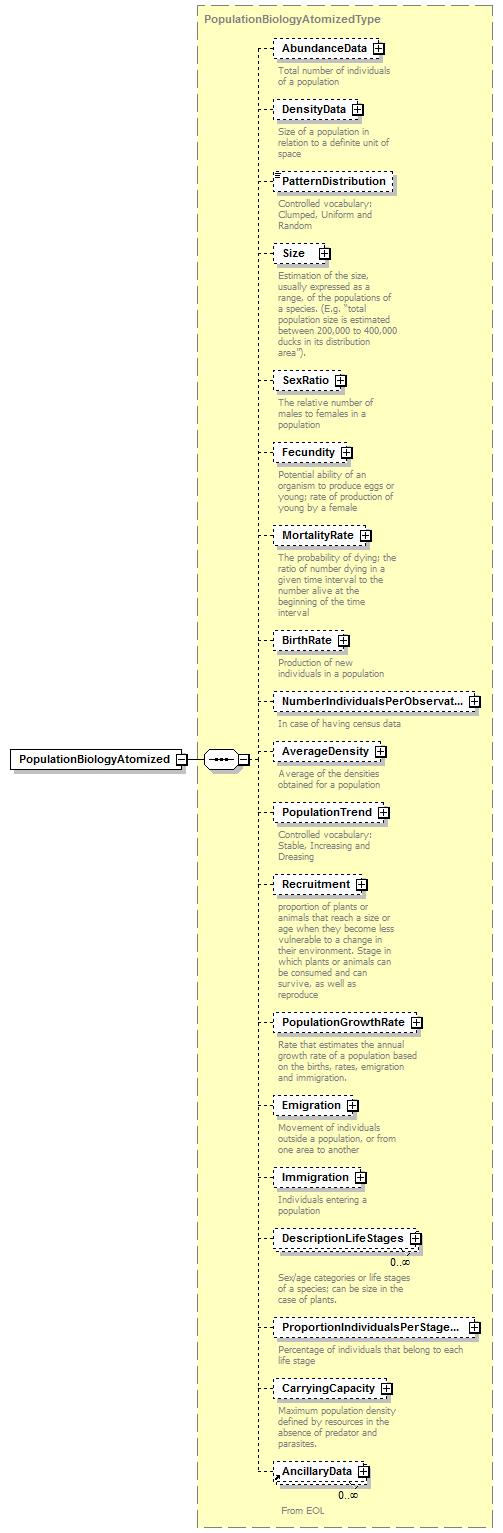 PopulationBiologyAtomizedType
AbundanceData
Total number of individuals
of a population
DensityData
Size of a population in
relation to a definite unit of
space
PatternDistribution
Controlled vocabulary:
Clumped, Uniform and
Random
Size
Estimation of the size,
usually expressed as a
range, of the populations of
a species. (E.g. "total
population size is estimated
between 200,000 to 400,000
ducks in its distribution
area").
SexRatio
The relative number of
males to females in a
population
Fecundity
Potential ability of an
organism to produce eggs or
young; rate of production of
young by a female
MortalityRate
The probability of dying; the
ratio of number dying in a
given time interval to the
number alive at the
beginning of the time
interval
BirthRate
Production of new
individuals in a population
NumberIndividualsPerObservat...
In case of having census data
PopulationBiologyAtomized
AverageDensity
Average of the densities
obtained for a population
PopulationTrend
Controlled vocabulary:
Stable, Increasing and
Dreasing
Recruitment
proportion of plants or
animals that reach a size or
age when they become less
vulnerable to a change in
their environment. Stage in
which plants or animals can
be consumed and can
survive, as well as
reproduce
PopulationGrowthRate
Rate that estimates the annual
growth rate of a population based
on the births, rates, emigration
and immigration.
Emigration
Movement of individuals
outside a population, or from
one area to another
Immigration
Individuals entering a
population
DescriptionLifeStages
0..∞
Sex/age categories or life stages
of a species; can be size in the
case of plants.
ProportionIndividualsPerStage...
Percentage of individuals that belong to each
life stage
CarryingCapacity
Maximum population density
defined by resources in the
absence of predator and
parasites.
AncillaryData
0..∞
From EOL